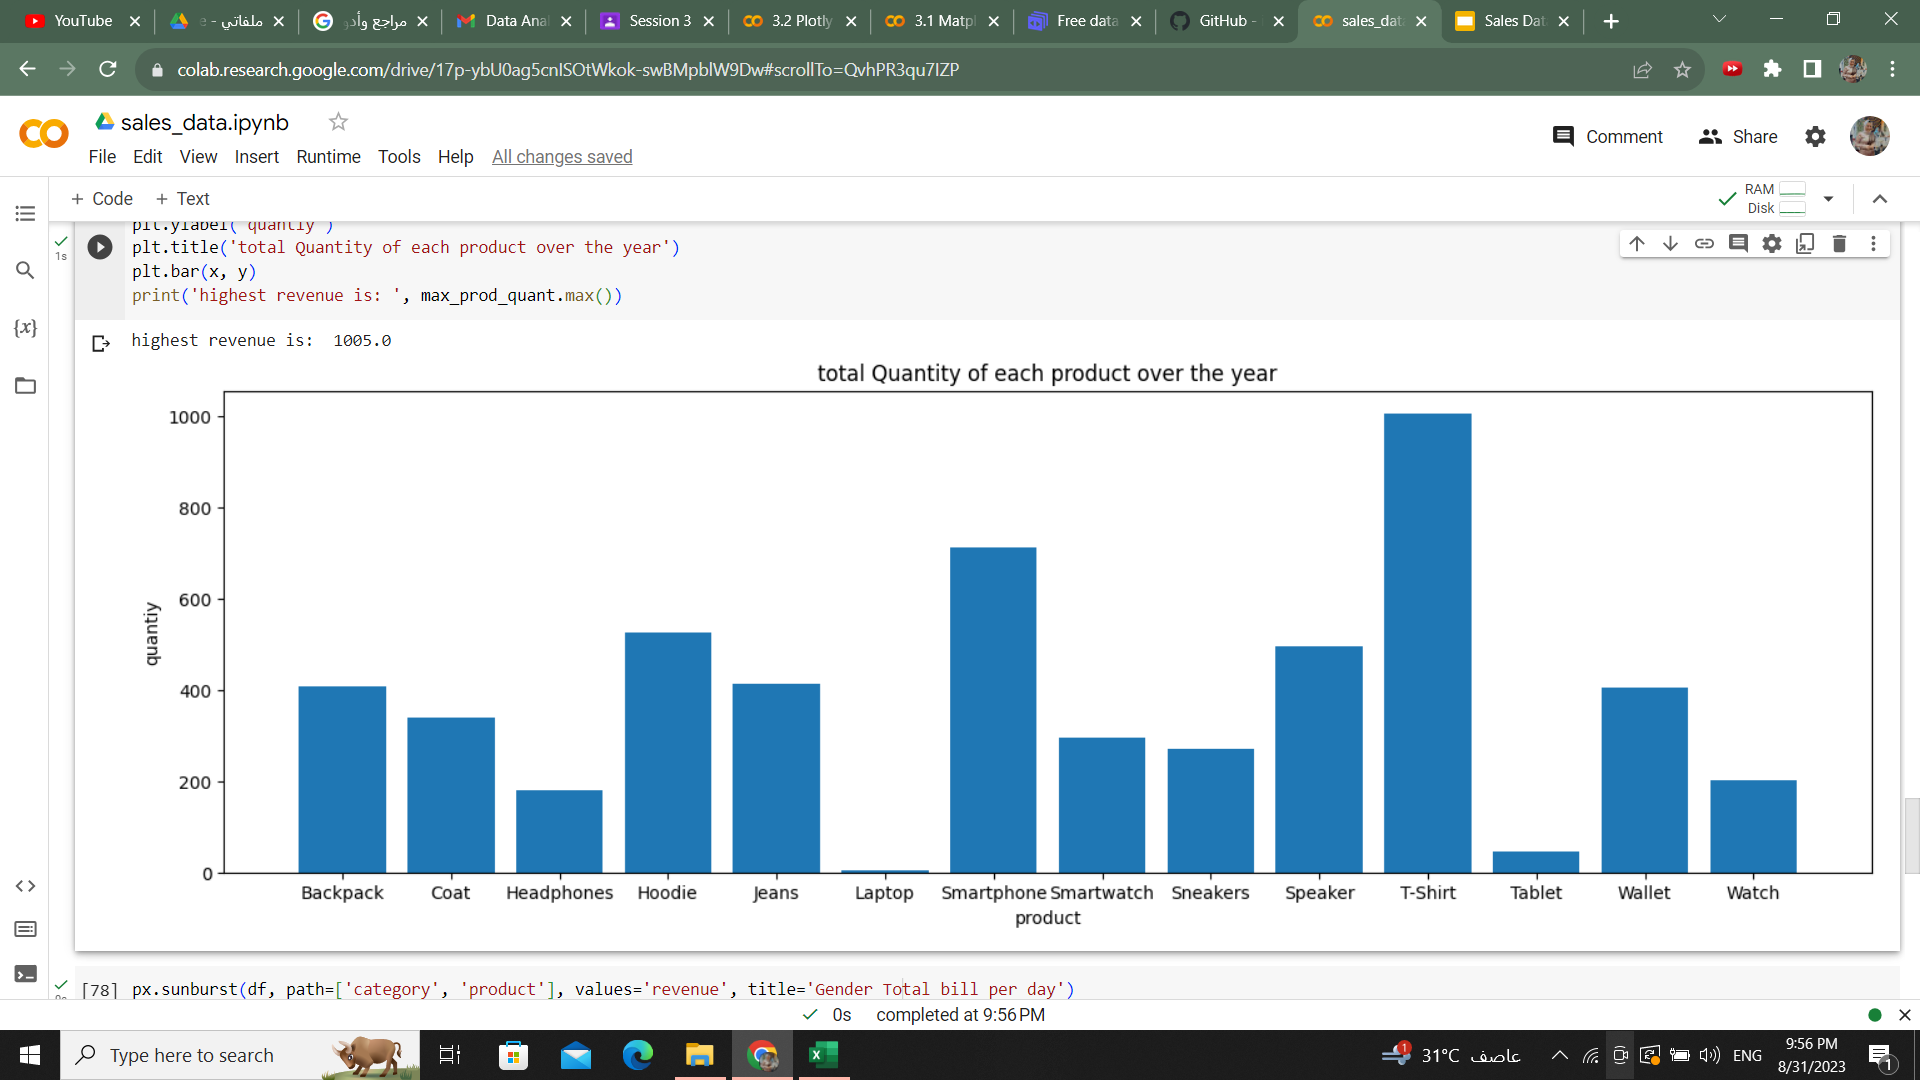 YouTube
ملفاتي - e
مراجع وأدو
Data Anal
Session 3
3.2 Plotly
3.1 Matpl
Free data
GitHub -
sales_dat
Sales Dat
colab.research.google.com/drive/17p-ybU0ag5cnISOtWkok-swBMpblW9Dw#scrollTo=QvhPR3qu7IZP
sales_data.ipynb
Comment
Share
File Edit View Insert Runtime Tools Help All changes saved
+ Code + Text
RAM
Disk
plt.ylabel('quantiy')
1s
plt.title('total Quantity of each product over the year')
plt.bar(x, y)
print('highest revenue is: ', max_prod_quant.max())
{x}
highest revenue is:  1005.0
total Quantity of each product over the year
1000
800
600
400
200
0
quantiy
Backpack Coat Headphones Hoodie Jeans Laptop Smartphone Smartwatch Sneakers Speaker T-Shirt Tablet Wallet Watch
product
[78] px.sunburst(df, path=['category', 'product'], values='revenue', title='Gender Total bill per day')
0s completed at 9:56 PM
Type here to search
1
31°C عاصف
ENG
9:56 PM
8/31/2023
1